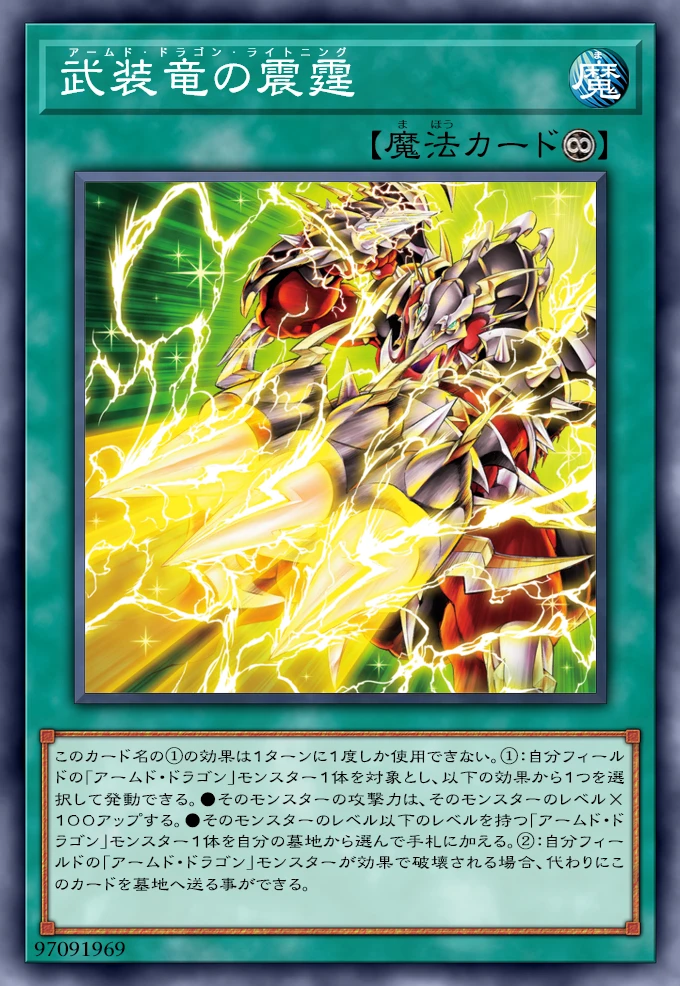 アームド・ドラゴン・ライトニング
武装竜の震霆
ま
魔
ま ほう
【魔法カード】
このカード名の①の効果は1ターンに1度しか使用できない。①:自分フィール
ドの「アームド・ドラゴン」モンスター1体を対象とし、以下の効果から1つを選
択して発動できる。●そのモンスターの攻撃力は、そのモンスターのレベル×
100アップする。●そのモンスターのレベル以下のレベルを持つ「アームド・ド
ラゴン」モンスター1体を自分の墓地から選んで手札に加える。②:自分フィー
ルドの「アームド・ドラゴン」モンスターが効果で破壊される場合、代わりにこ
のカードを墓地へ送る事ができる。
97091969